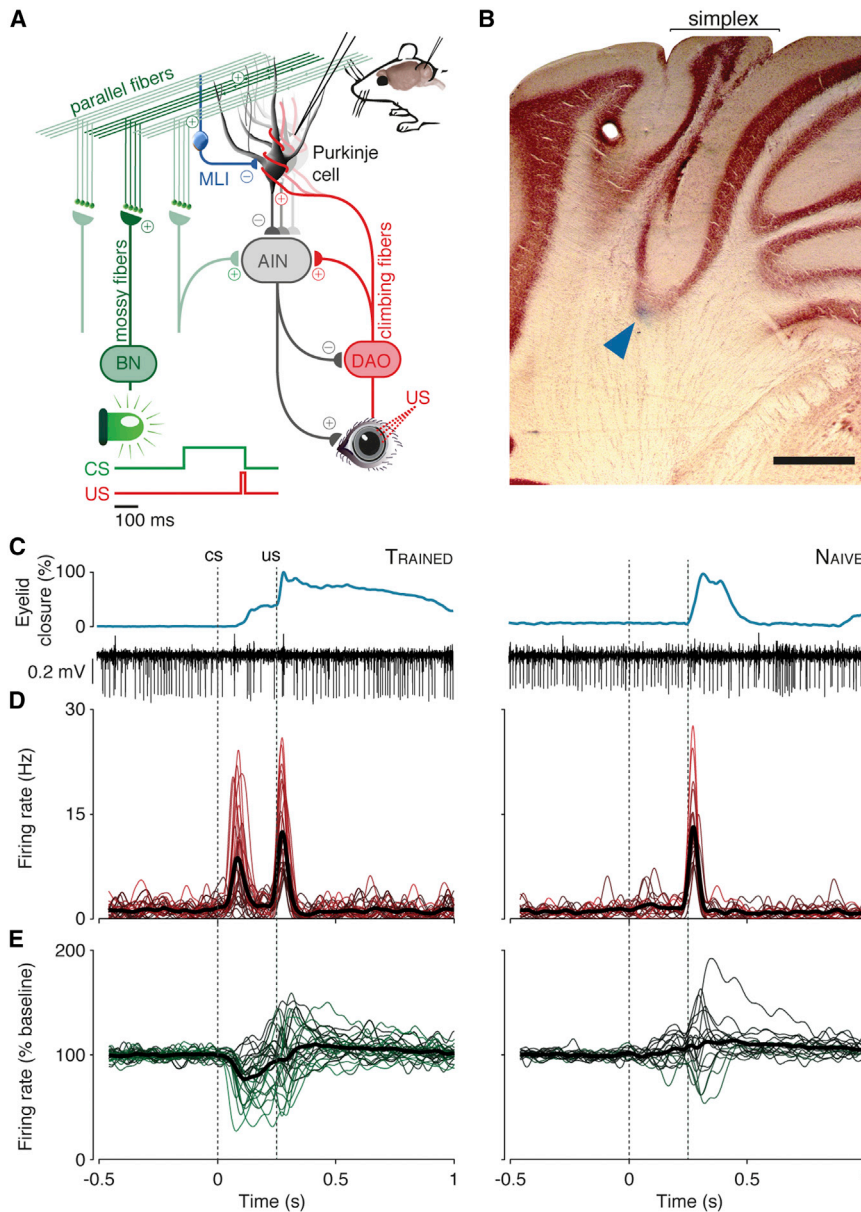 A
parallel fibers
MLI
Purkinje
cell
mossy fibers
AIN
climbing fibers
BN
DAO
US
CS
US
100 ms
B
simplex
C
cs
us
TRAINED
NAIVE
Eyelid
closure (%)
100
0
0.2 mV
D
Firing rate (Hz)
30
15
0
E
Firing rate (% baseline)
200
100
0
-0.5
0
0.5
1
Time (s)
-0.5
0
0.5
1
Time (s)